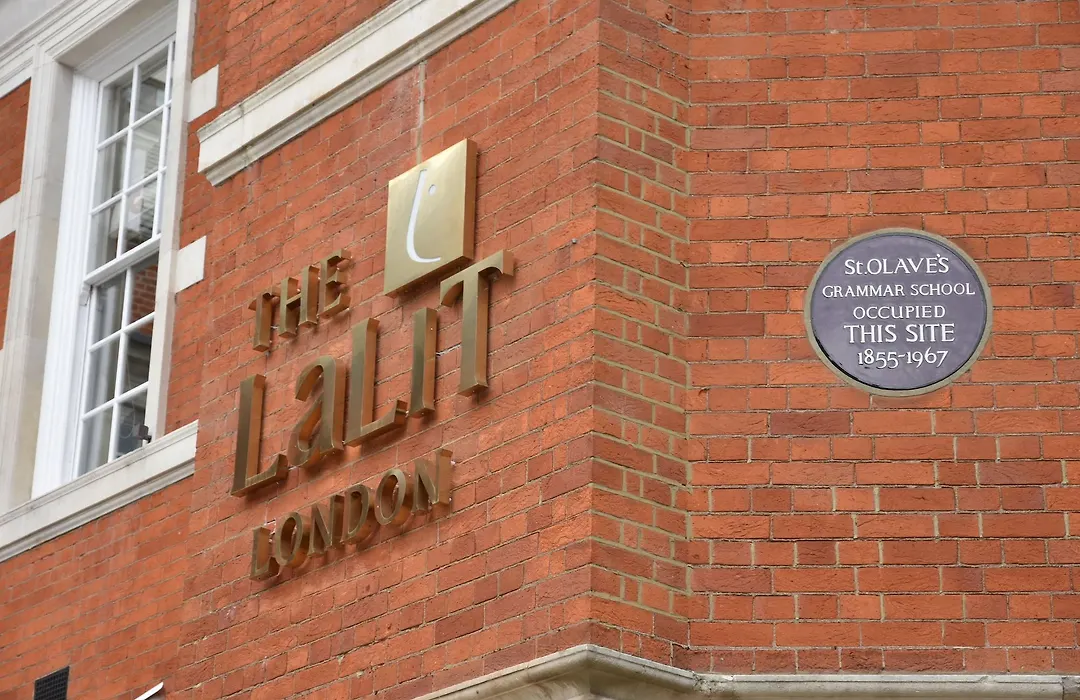 THE
LaLiT
LONDON
St. OLAVE'S
GRAMMAR SCHOOL
OCCUPIED
THIS SITE
1855-1967